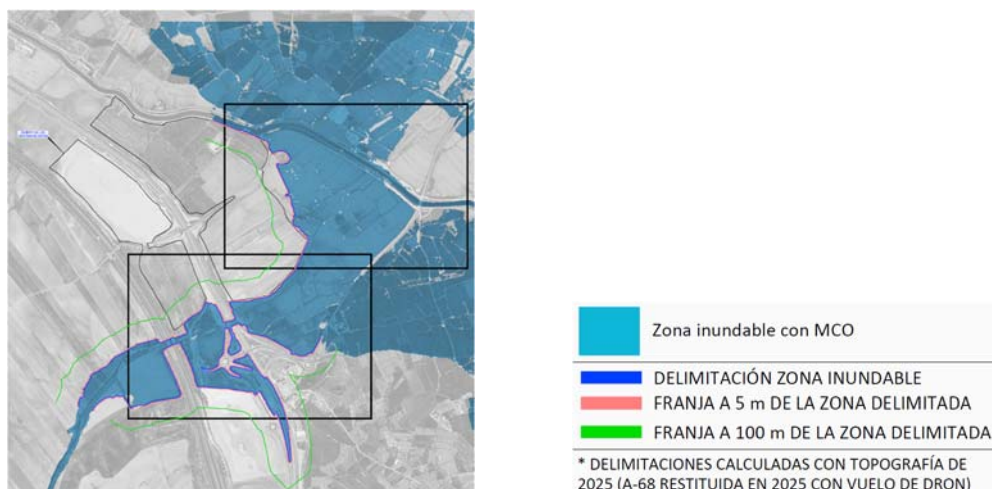 Zona inundable con MCO
DELIMITACIÓN ZONA INUNDABLE
FRANJA A 5 m DE LA ZONA DELIMITADA
FRANJA A 100 m DE LA ZONA DELIMITADA
* DELIMITACIONES CALCULADAS CON TOPOGRAFÍA DE
2025 (A-68 RESTITUIDA EN 2025 CON VUELO DE DRON)